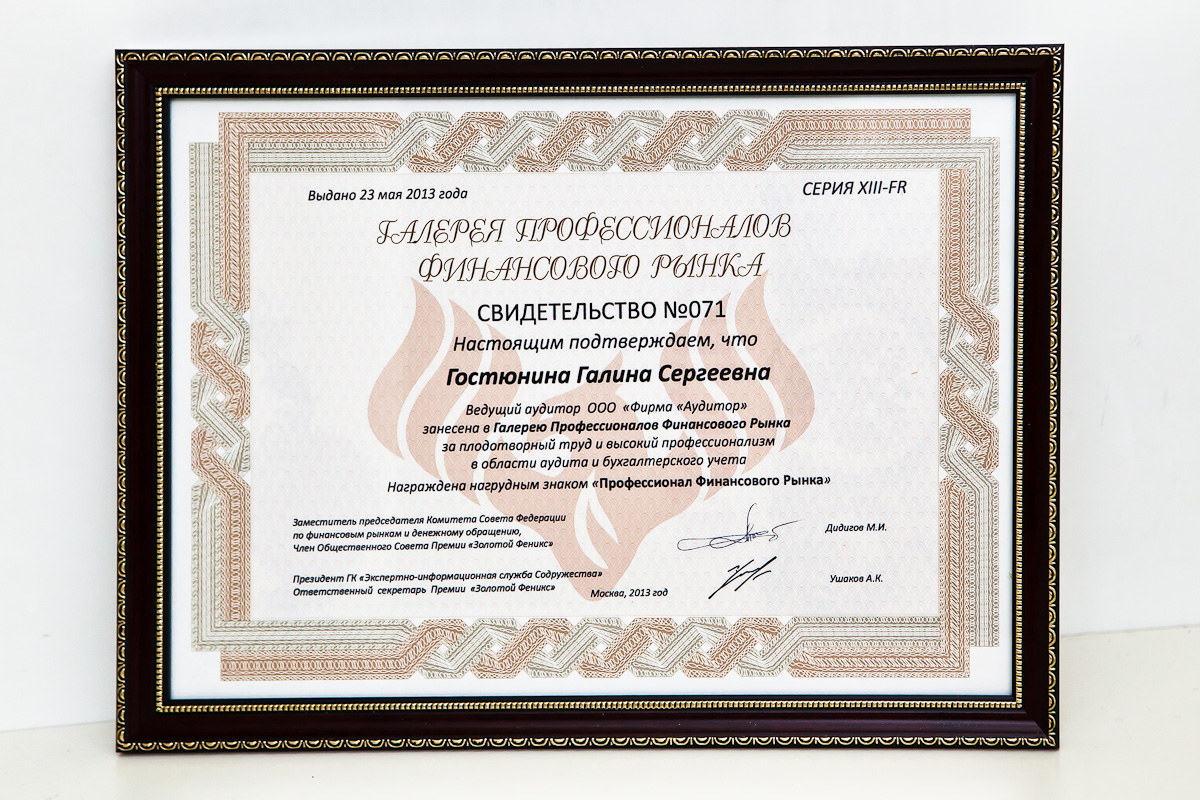 Выдано 23 мая 2013 года
СЕРИЯ XIII-FR
ГАЛЕРЕЯ ПРОФЕССИОНАЛОВ
ФИНАНСОВОГО РЫНКА
СВИДЕТЕЛЬСТВО №071
Настоящим подтверждаем, что
Гостюнина Галина Сергеевна
Ведущий аудитор ООО «Фирма «Аудитор»
занесена в Галерею Профессионалов Финансового Рынка
за плодотворный труд и высокий профессионализм
в области аудита и бухгалтерского учета
Награждена нагрудным знаком «Профессионал Финансового Рынка»
Заместитель председателя Комитета Совета Федерации
по финансовым рынкам и денежному обращению,
Член Общественного Совета Премии «Золотой Феникс»
Дидигов М.И.
Президент ГК «Экспертно-информационная служба Содружества»
Ответственный секретарь Премии «Золотой Феникс»
Ушаков А.К.
Москва, 2013 год